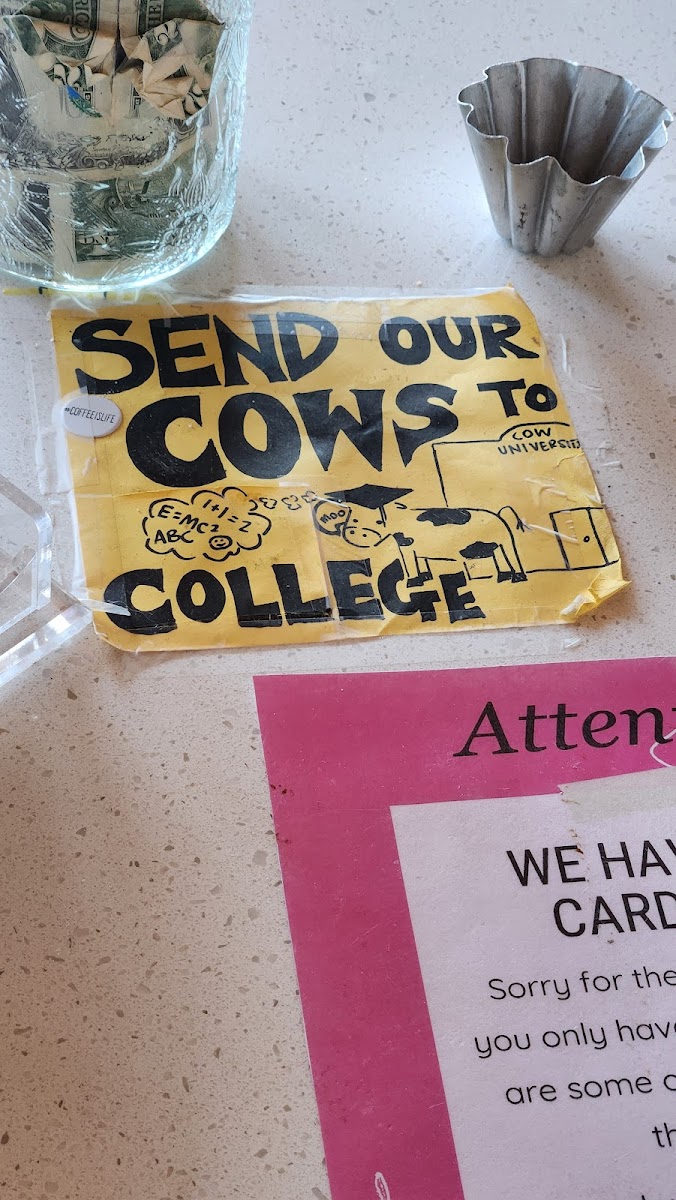 SEND OUR
COWS TO
#COFFEEISLIFE
COW
UNIVERSITY
E=MC2
1+1=2
ABC
MOO
COLLEGE
Atten
WE HAV
CARD
Sorry for the
you only have
are some
th